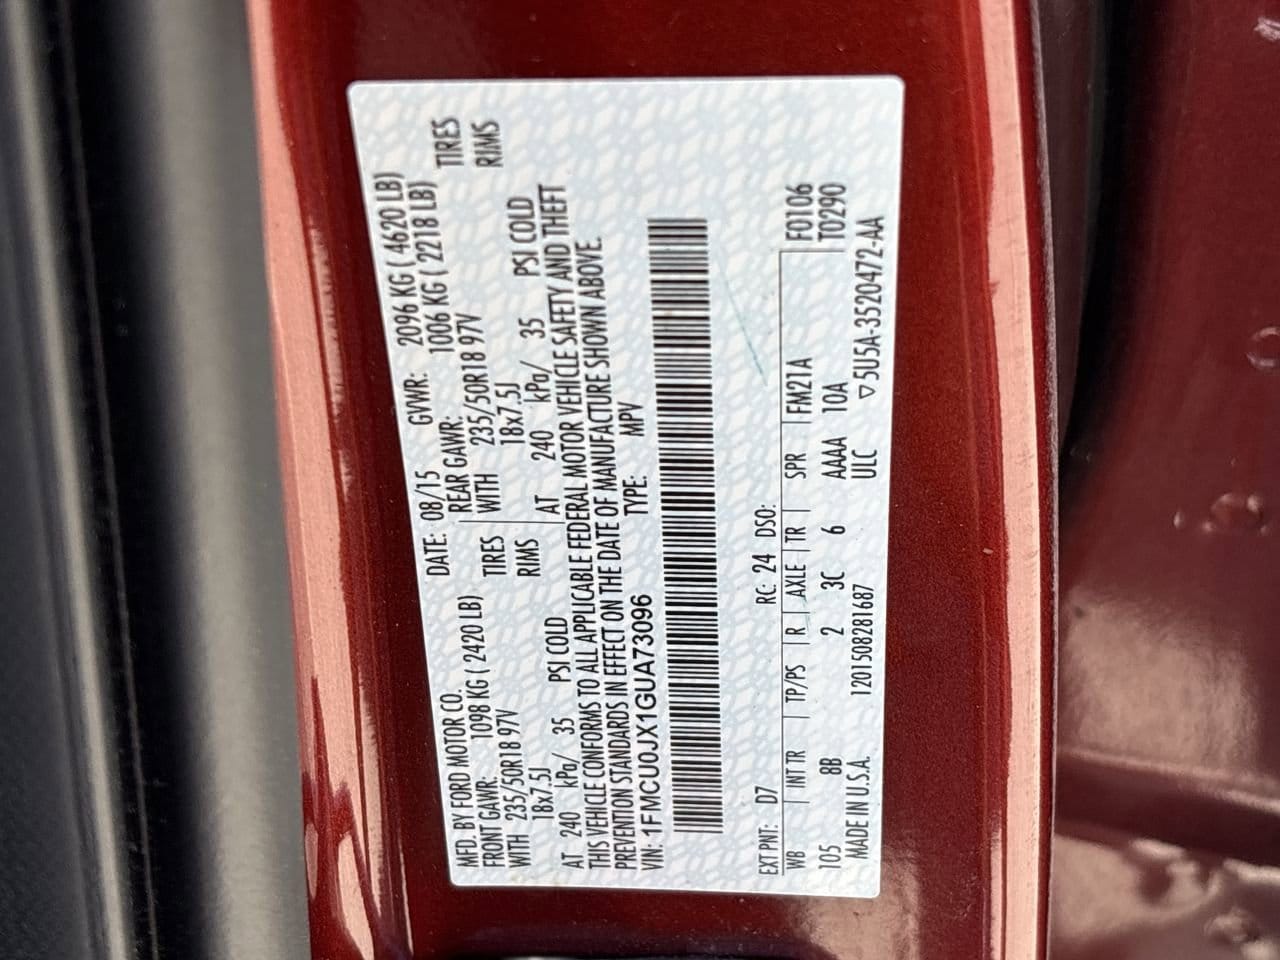 MFD. BY FORD MOTOR CO. DATE: 08/15 GVWR: 2096 KG ( 4620 LB)
FRONT GAWR: 1098 KG ( 2420 LB) REAR GAWR: 1006 KG ( 2218 LB)
WITH 235/50R18 97V TIRES WITH 235/50R18 97V TIRES
18x7.5J RIMS 18x7.5J RIMS
AT 240 kPa/ 35 PSI COLD AT 240 kPa/ 35 PSI COLD
THIS VEHICLE CONFORMS TO ALL APPLICABLE FEDERAL MOTOR VEHICLE SAFETY AND THEFT
PREVENTION STANDARDS IN EFFECT ON THE DATE OF MANUFACTURE SHOWN ABOVE.
VIN: 1FMCU0JX1GUA73096 TYPE: MPV
EXT PNT: D7 RC: 24 DSO: F0106
WB INT TR TP/PS R AXLE TR SPR FM21A T0290
105 8B 2 3C 6 AAAA 10A
MADE IN U.S.A. 1201508281687 ULC ▽5U5A-3520472-AA